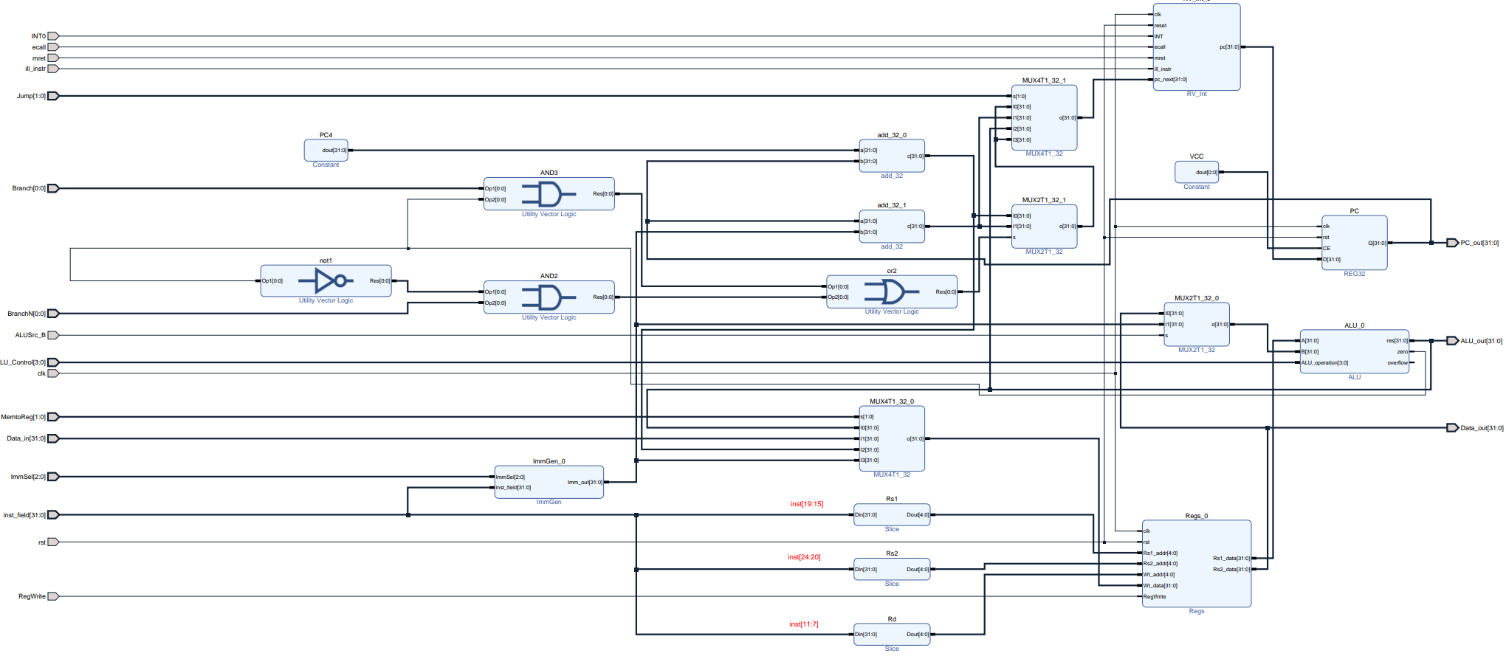 clk
reset
INT
ecall
mret
ill_instr
pc_next[31:0]
pc[31:0]
RV_Int
INT0
ecall
mret
ill_instr
Jump[1:0]
MUX4T1_32_1
s[1:0]
I0[31:0]
I1[31:0]
I2[31:0]
I3[31:0]
o[31:0]
MUX4T1_32
PC4
dout[31:0]
Constant
add_32_0
a[31:0]
b[31:0]
c[31:0]
add_32
VCC
dout[0:0]
Constant
Branch[0:0]
AND3
Op1[0:0]
Op2[0:0]
Res[0:0]
Utility Vector Logic
add_32_1
a[31:0]
b[31:0]
c[31:0]
add_32
MUX2T1_32_1
I0[31:0]
I1[31:0]
s
o[31:0]
MUX2T1_32
PC
clk
rst
CE
D[31:0]
Q[31:0]
REG32
PC_out[31:0]
not1
Op1[0:0]
Res[0:0]
Utility Vector Logic
AND2
Op1[0:0]
Op2[0:0]
Res[0:0]
Utility Vector Logic
or2
Op1[0:0]
Op2[0:0]
Res[0:0]
Utility Vector Logic
BranchN[0:0]
ALUSrc_B
MUX2T1_32_0
I0[31:0]
I1[31:0]
s
o[31:0]
MUX2T1_32
ALU_0
A[31:0]
B[31:0]
ALU_operation[3:0]
res[31:0]
zero
overflow
ALU
ALU_out[31:0]
LU_Control[3:0]
clk
MemtoReg[1:0]
Data_in[31:0]
MUX4T1_32_0
s[1:0]
I0[31:0]
I1[31:0]
I2[31:0]
I3[31:0]
o[31:0]
MUX4T1_32
Data_out[31:0]
ImmSel[2:0]
ImmGen_0
ImmSel[2:0]
inst_field[31:0]
Imm_out[31:0]
ImmGen
inst_field[31:0]
inst[19:15]
Rs1
Din[31:0]
Dout[4:0]
Slice
rst
inst[24:20]
Rs2
Din[31:0]
Dout[4:0]
Slice
Regs_0
clk
rst
Rs1_addr[4:0]
Rs2_addr[4:0]
Wt_addr[4:0]
Wt_data[31:0]
RegWrite
Rs1_data[31:0]
Rs2_data[31:0]
Regs
RegWrite
inst[11:7]
Rd
Din[31:0]
Dout[4:0]
Slice